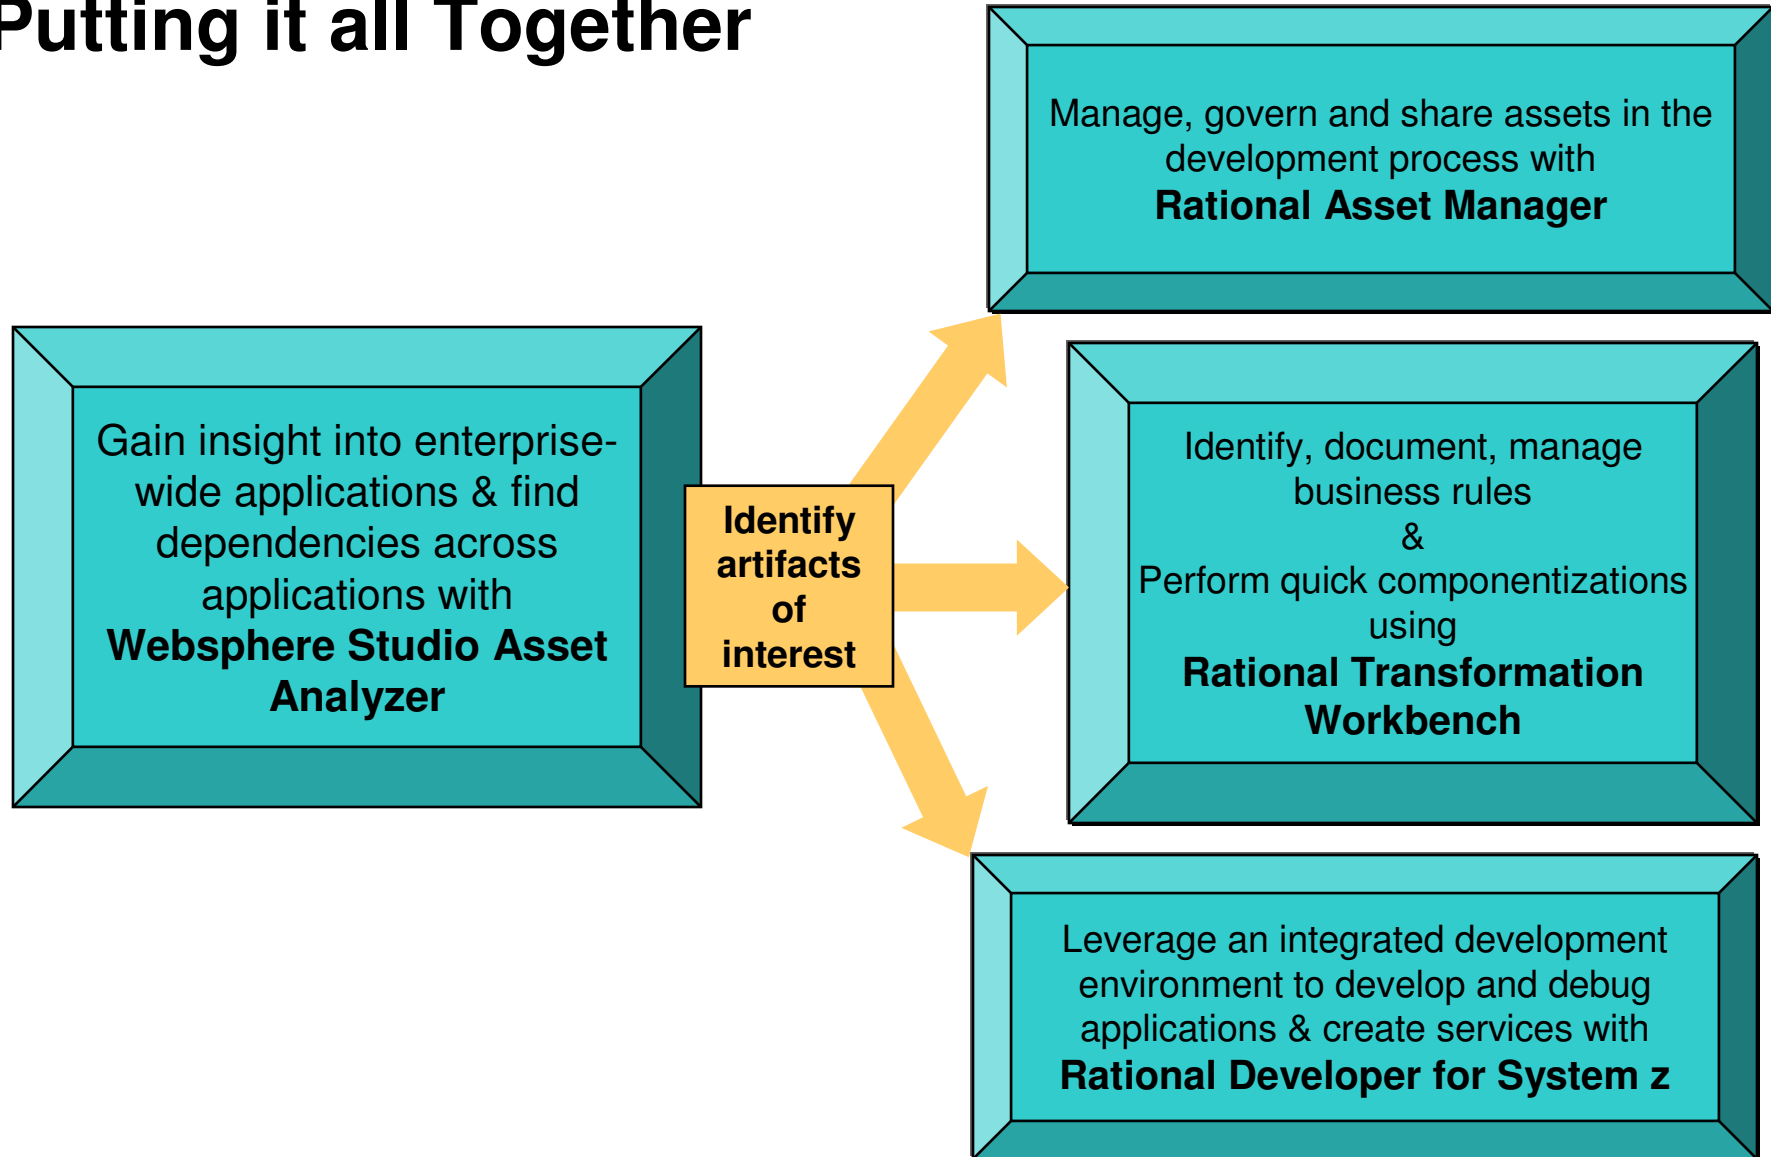 Putting it all Together
Manage, govern and share assets in the
development process with
Rational Asset Manager
Gain insight into enterprise-
wide applications & find
dependencies across
applications with
Websphere Studio Asset
Analyzer
Identify
artifacts
of
interest
Identify, document, manage
business rules
&
Perform quick componentizations
using
Rational Transformation
Workbench
Leverage an integrated development
environment to develop and debug
applications & create services with
Rational Developer for System z